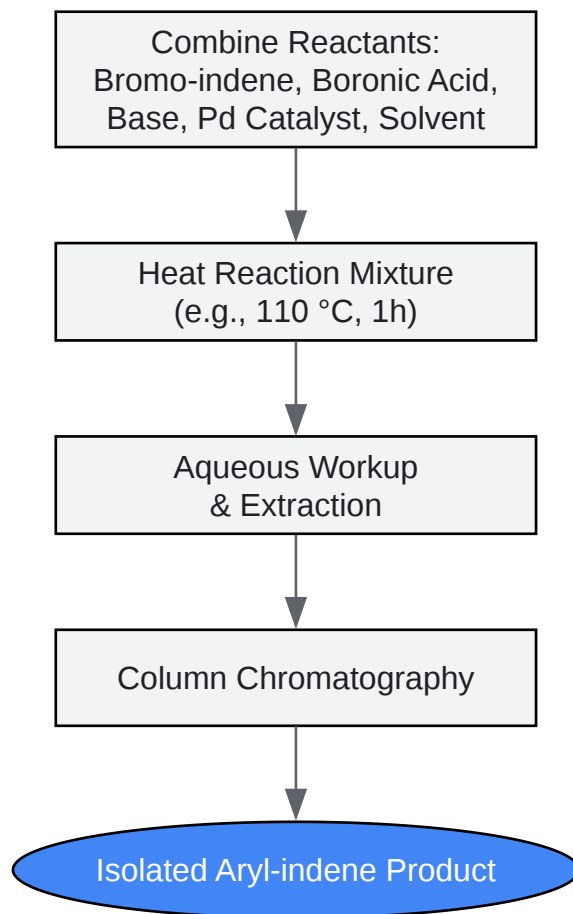 Combine Reactants:
Bromo-indene, Boronic Acid,
Base, Pd Catalyst, Solvent
Heat Reaction Mixture
(e.g., 110 °C, 1h)
Aqueous Workup
& Extraction
Column Chromatography
Isolated Aryl-indene Product